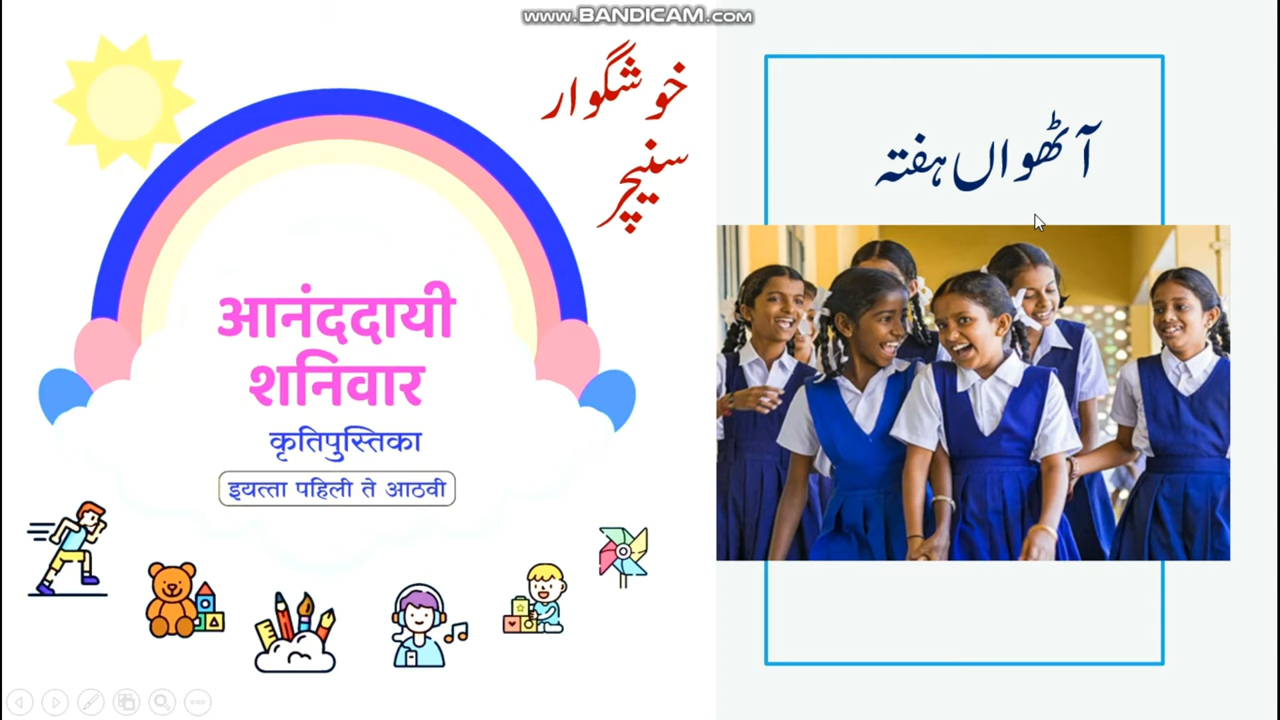 www.BANDICAM.com
خوشگوار
سنیچر
आनंददायी
शनिवार
कृतिपुस्तिका
इयत्ता पहिली ते आठवी
آٹھواں ہفتہ